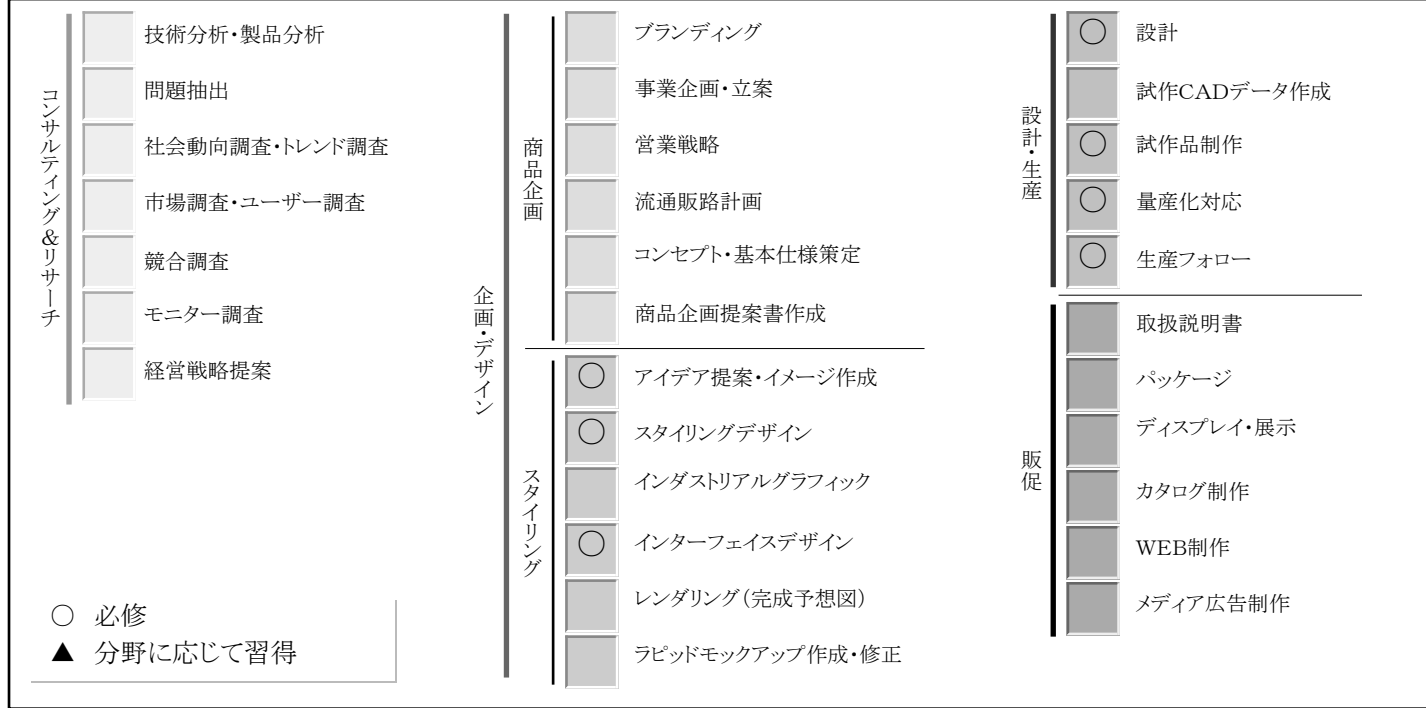 コンサルティング&リサーチ
技術分析・製品分析
問題抽出
社会動向調査・トレンド調査
市場調査・ユーザー調査
競合調査
モニター調査
経営戦略提案
企画・デザイン
商品企画
ブランディング
事業企画・立案
営業戦略
流通販路計画
コンセプト・基本仕様策定
商品企画提案書作成
スタイリング
○ アイデア提案・イメージ作成
○ スタイリングデザイン
インダストリアルグラフィック
○ インターフェイスデザイン
レンダリング(完成予想図)
ラピッドモックアップ作成・修正
設計・生産
○ 設計
試作CADデータ作成
○ 試作品制作
○ 量産化対応
○ 生産フォロー
販促
取扱説明書
パッケージ
ディスプレイ・展示
カタログ制作
WEB制作
メディア広告制作
○ 必修
▲ 分野に応じて習得